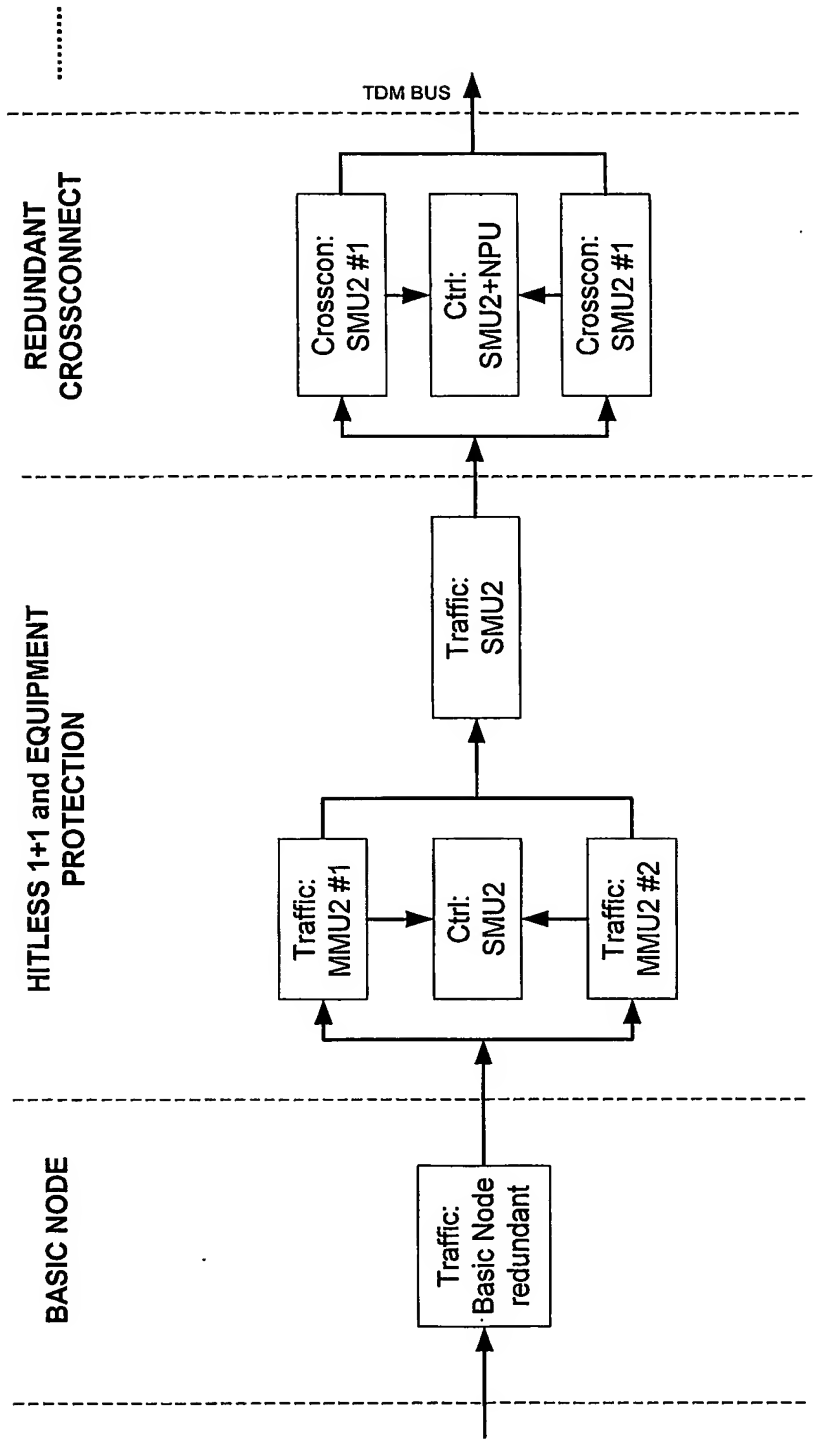 BASIC NODE
Traffic:
Basic Node
redundant
HITLESS 1+1 and EQUIPMENT
PROTECTION
Traffic:
MMU2 #1
Ctrl:
SMU2
Traffic:
MMU2 #2
Traffic:
SMU2
REDUNDANT
CROSSCONNECT
Crosscon:
SMU2 #1
Ctrl:
SMU2+NPU
Crosscon:
SMU2 #1
TDM BUS
..........